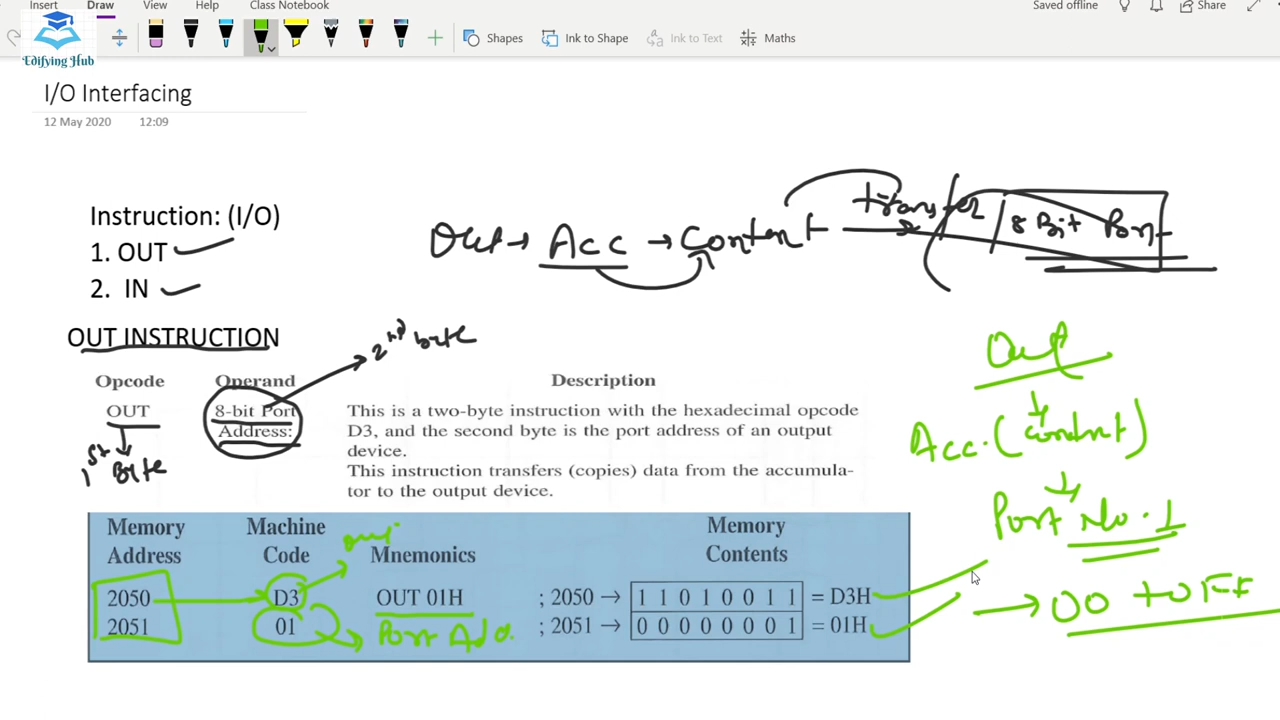 Insert Draw View Help Class Notebook Saved offline Share
Shapes Ink to Shape Ink to Text Maths
Edifying Hub
I/O Interfacing
12 May 2020 12:09
Instruction: (I/O)
1. OUT
2. IN
Out → Acc → Content transfer → 8 Bit Port
OUT INSTRUCTION
2nd byte
Opcode Operand Description
OUT 8-bit Port This is a two-byte instruction with the hexadecimal opcode
Address: D3, and the second byte is the port address of an output
device.
This instruction transfers (copies) data from the accumula-
tor to the output device.
1st Byte
Out
Acc. (content)
Port No. 1
00 to FF
Memory Machine Memory
Address Code Mnemonics Contents
out
2050 D3 OUT 01H ; 2050 → 1 1 0 1 0 0 1 1 = D3H
2051 01 Port Add. ; 2051 → 0 0 0 0 0 0 0 1 = 01H